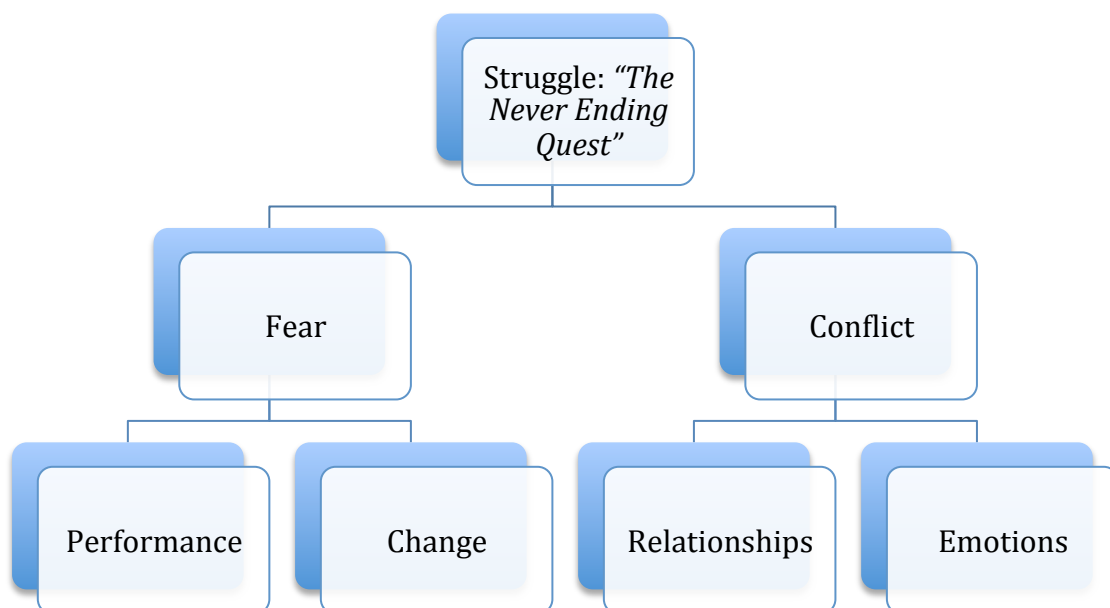 Struggle: “The
Never Ending
Quest”
Fear
Conflict
Performance
Change
Relationships
Emotions